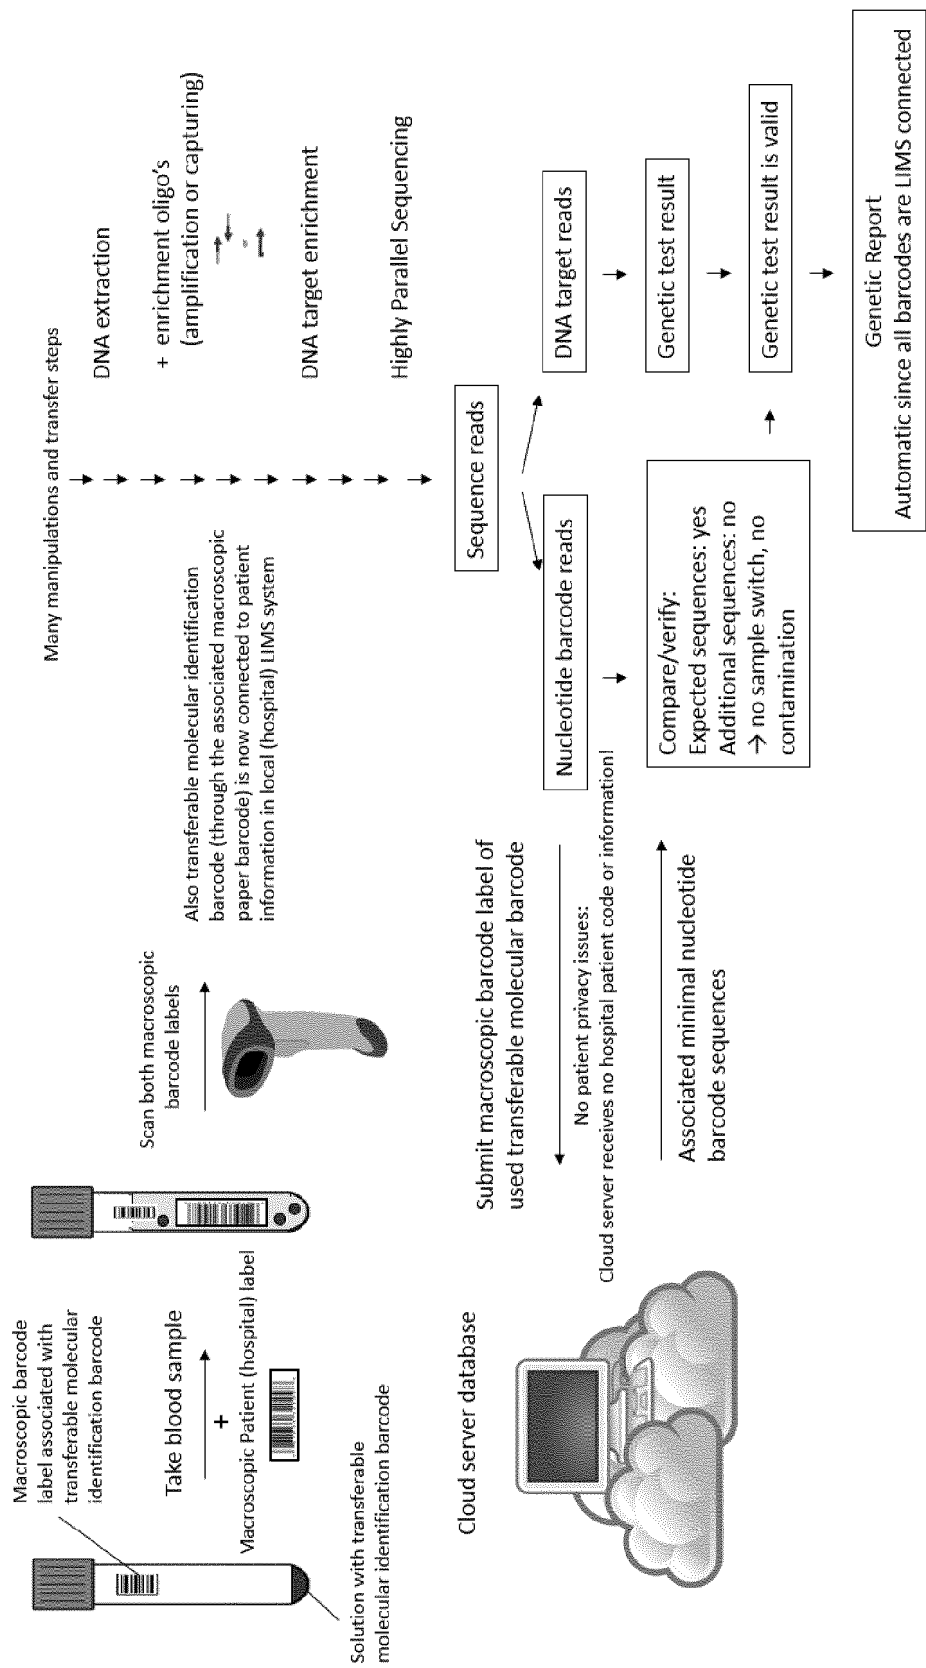 Macroscopic barcode
label associated with
transferable molecular
identification barcode
Take blood sample
+
Macroscopic Patient (hospital) label
Solution with transferable
molecular identification barcode
Scan both macroscopic
barcode labels
Also transferable molecular identification
barcode (through the associated macroscopic
paper barcode) is now connected to patient
information in local (hospital) LIMS system
Many manipulations and transfer steps
DNA extraction
+ enrichment oligo's
(amplification or capturing)
DNA target enrichment
Highly Parallel Sequencing
Sequence reads
Cloud server database
Submit macroscopic barcode label of
used transferable molecular barcode
No patient privacy issues:
Cloud server receives no hospital patient code or information!
Associated minimal nucleotide
barcode sequences
Nucleotide barcode reads
Compare/verify:
Expected sequences: yes
Additional sequences: no
→ no sample switch, no
contamination
DNA target reads
Genetic test result
Genetic test result is valid
Genetic Report
Automatic since all barcodes are LIMS connected